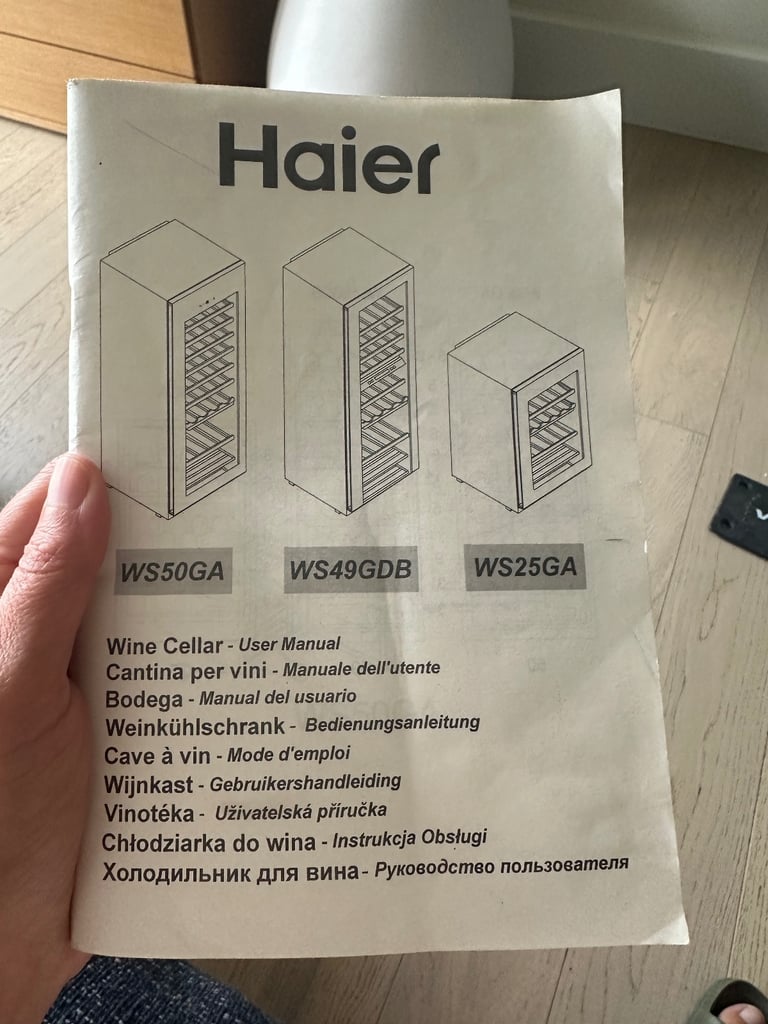 Haier
WS50GA WS49GDB WS25GA
Wine Cellar - User Manual
Cantina per vini - Manuale dell'utente
Bodega - Manual del usuario
Weinkühlschrank - Bedienungsanleitung
Cave à vin - Mode d'emploi
Wijnkast - Gebruikershandleiding
Vinotéka - Uživatelská příručka
Chłodziarka do wina - Instrukcja Obsługi
Холодильник для вина - Руководство пользователя